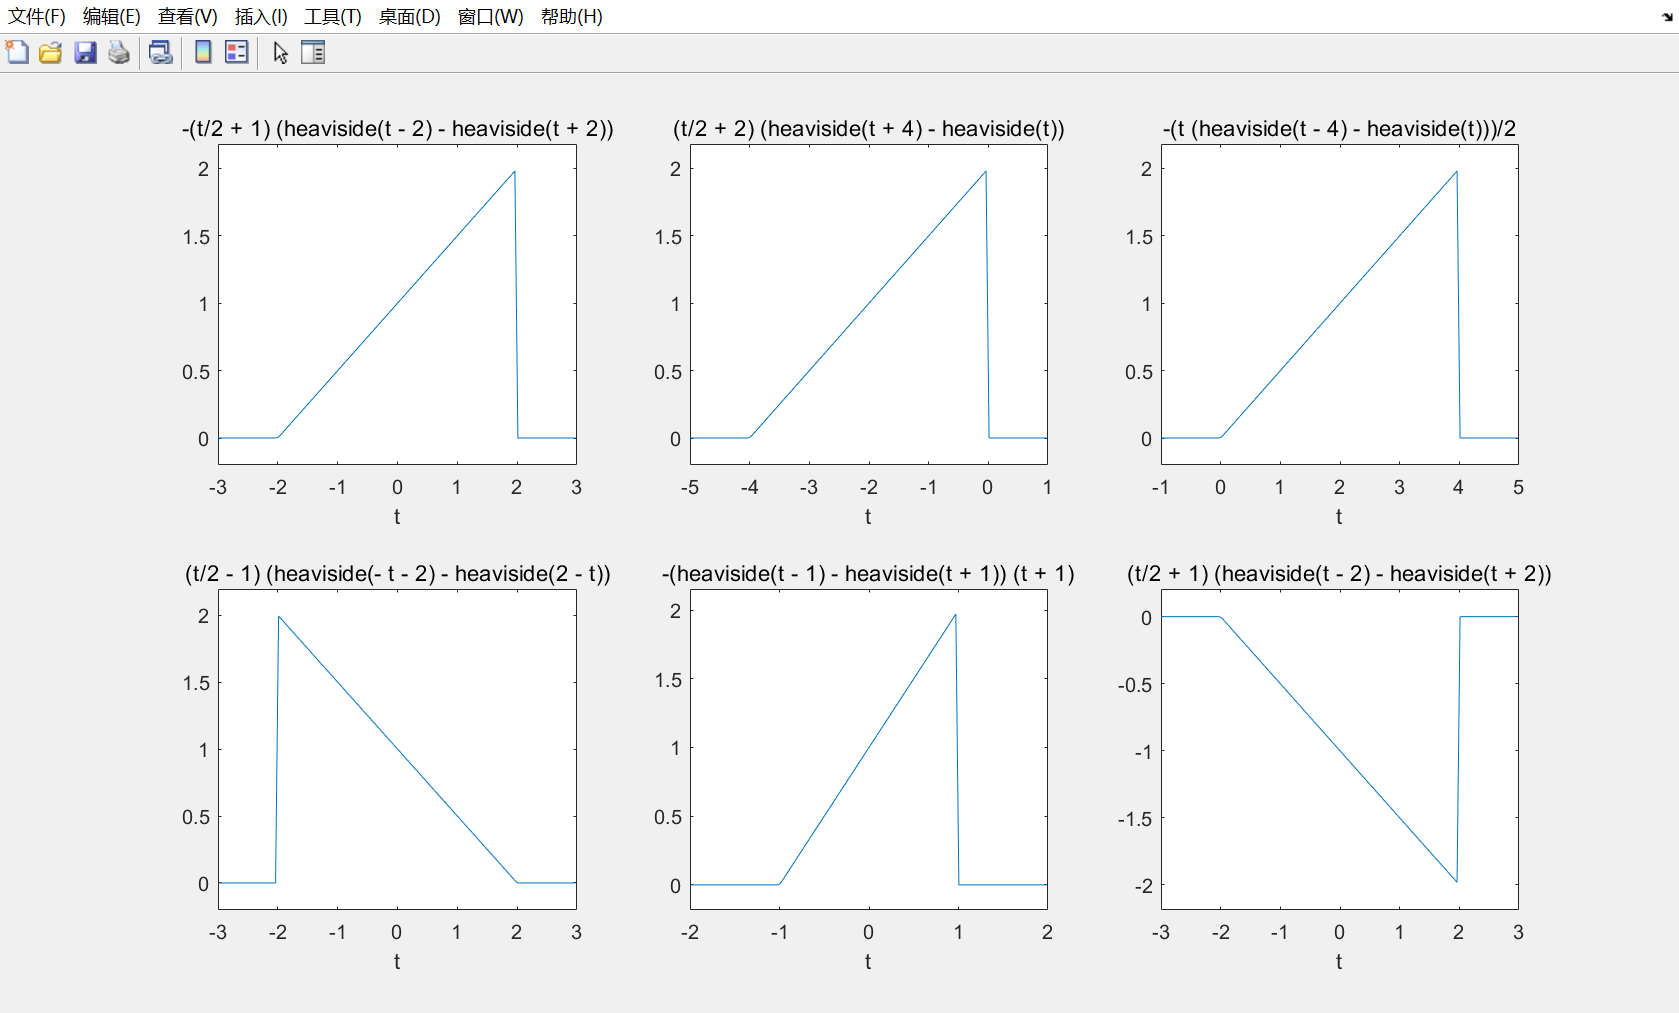 文件(F) 编辑(E) 查看(V) 插入(I) 工具(T) 桌面(D) 窗口(W) 帮助(H)
-(t/2 + 1) (heaviside(t - 2) - heaviside(t + 2))
2
1.5
1
0.5
0
-3 -2 -1 0 1 2 3
t
(t/2 + 2) (heaviside(t + 4) - heaviside(t))
2
1.5
1
0.5
0
-5 -4 -3 -2 -1 0 1
t
-(t (heaviside(t - 4) - heaviside(t)))/2
2
1.5
1
0.5
0
-1 0 1 2 3 4 5
t
(t/2 - 1) (heaviside(- t - 2) - heaviside(2 - t))
2
1.5
1
0.5
0
-3 -2 -1 0 1 2 3
t
-(heaviside(t - 1) - heaviside(t + 1)) (t + 1)
2
1.5
1
0.5
0
-2 -1 0 1 2
t
(t/2 + 1) (heaviside(t - 2) - heaviside(t + 2))
0
-0.5
-1
-1.5
-2
-3 -2 -1 0 1 2 3
t